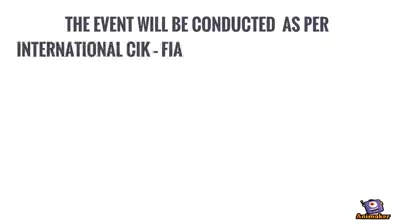 THE EVENT WILL BE CONDUCTED AS PER
INTERNATIONAL CIK - FIA
Animaker